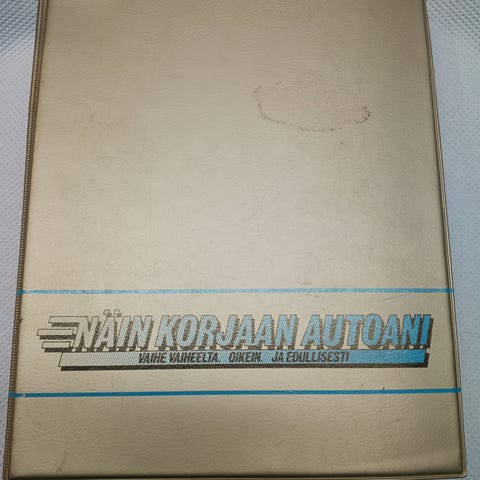 NÄIN KORJAAN AUTOANI
VAIHE VAIHEELTA. OIKEIN. JA EDULLISESTI